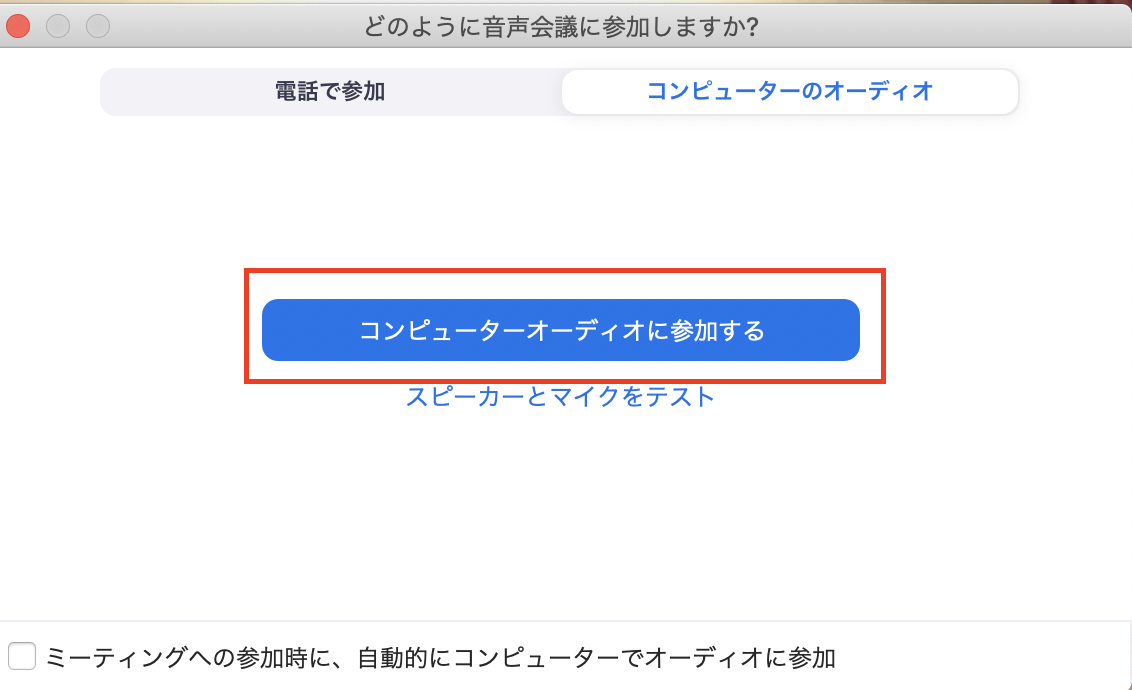 どのように音声会議に参加しますか?
電話で参加
コンピューターのオーディオ
コンピューターオーディオに参加する
スピーカーとマイクをテスト
ミーティングへの参加時に、自動的にコンピューターでオーディオに参加